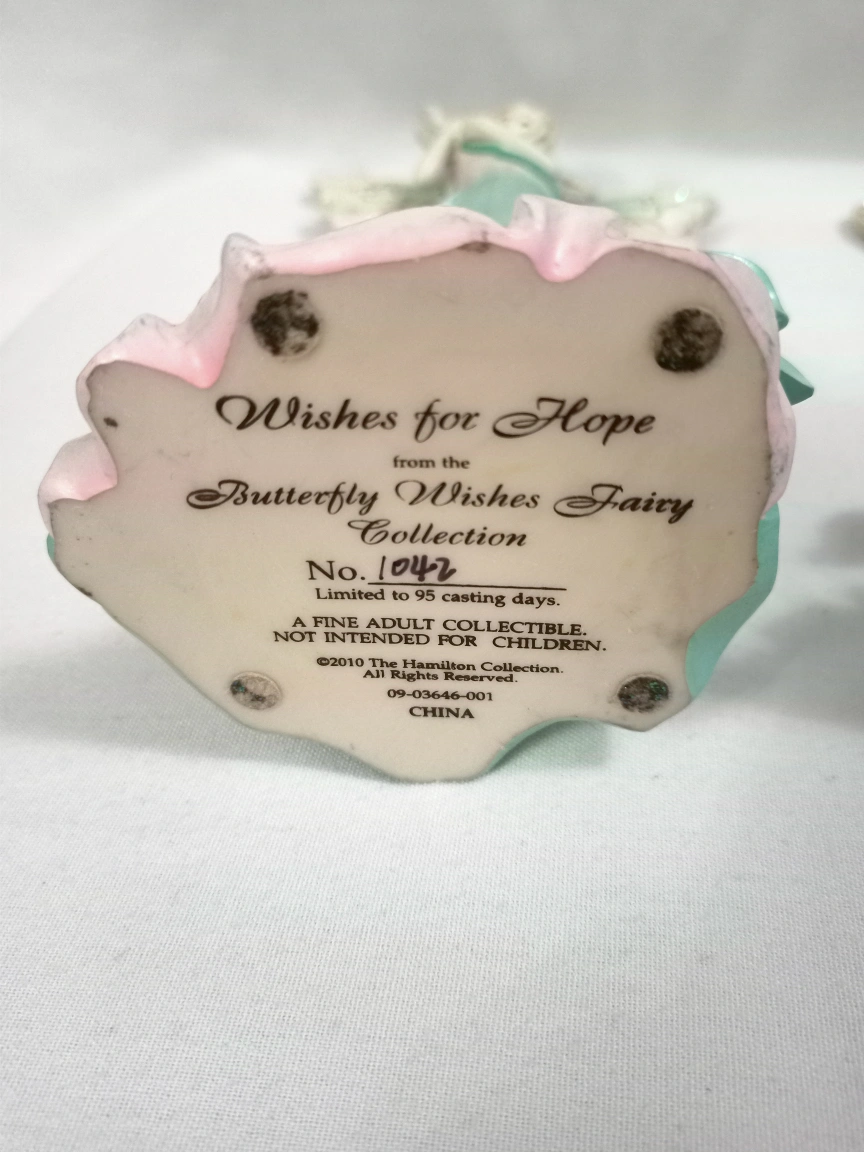 Wishes for Hope
from the
Butterfly Wishes Fairy
Collection
No. 1042
Limited to 95 casting days.
A FINE ADULT COLLECTIBLE.
NOT INTENDED FOR CHILDREN.
©2010 The Hamilton Collection.
All Rights Reserved.
09-03646-001
CHINA